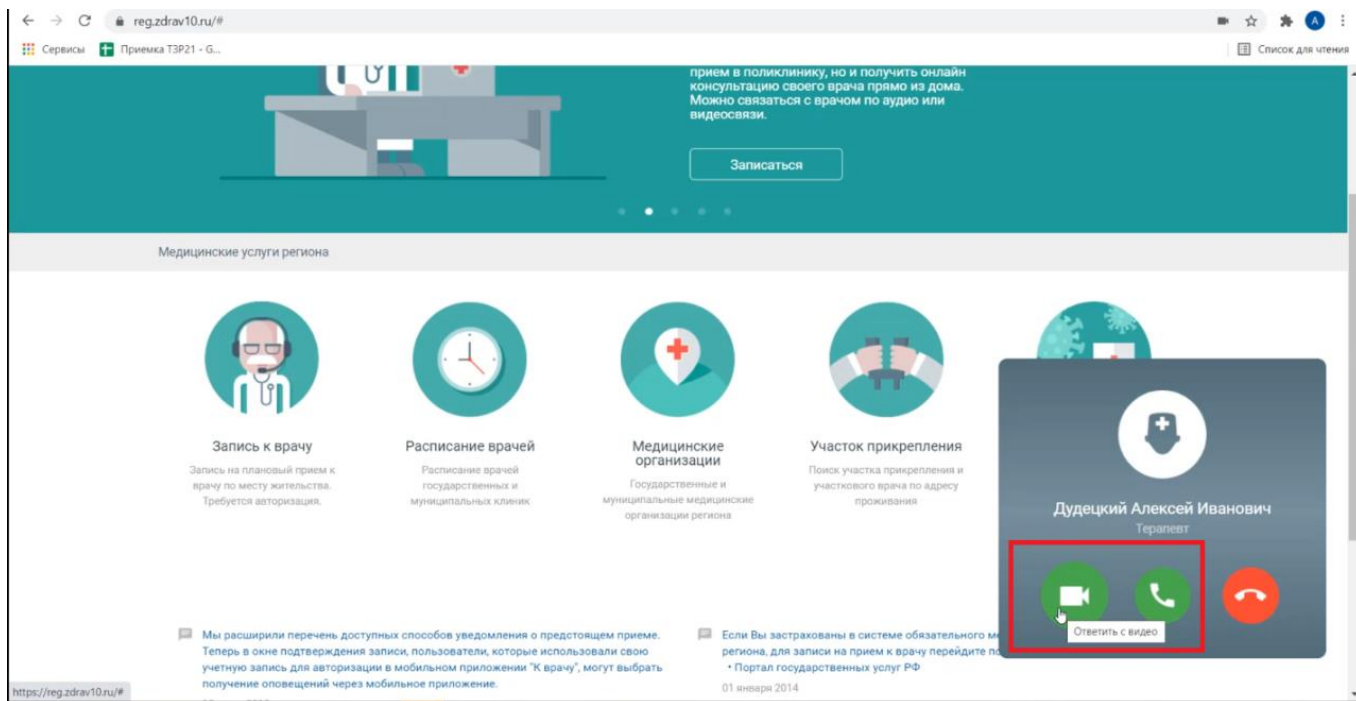 reg.zdrav10.ru/#
A
Сервисы
Приемка ТЗР21 - G...
Список для чтения
прием в поликлинику, но и получить онлайн
консультацию своего врача прямо из дома.
Можно связаться с врачом по аудио или
видеосвязи.
Записаться
Медицинские услуги региона
Запись к врачу
Запись на плановый прием к
врачу по месту жительства.
Требуется авторизация.
Расписание врачей
Расписание врачей
государственных и
муниципальных клиник
Медицинские
организации
Государственные и
муниципальные медицинские
организации региона
Участок прикрепления
Поиск участка прикрепления и
участкового врача по адресу
проживания
Дудецкий Алексей Иванович
Терапевт
Ответить с видео
Мы расширили перечень доступных способов уведомления о предстоящем приеме.
Теперь в окне подтверждения записи, пользователи, которые использовали свою
учетную запись для авторизации в мобильном приложении "К врачу", могут выбрать
получение оповещений через мобильное приложение.
Если Вы застрахованы в системе обязательного ме
региона, для записи на прием к врачу перейдите по
• Портал государственных услуг РФ
01 января 2014
https://reg.zdrav10.ru/#